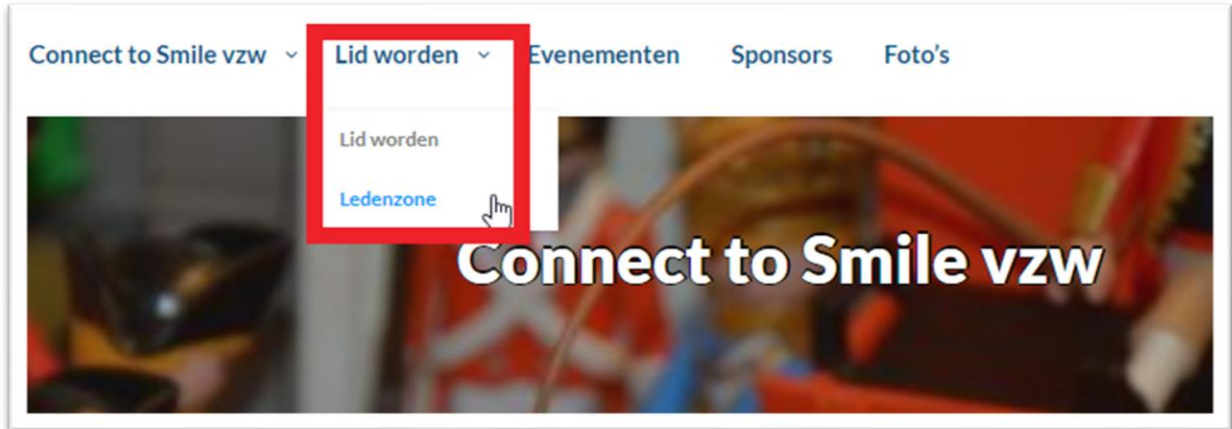 Connect to Smile vzw Lid worden Evenementen Sponsors Foto's
Lid worden
Ledenzone
Connect to Smile vzw